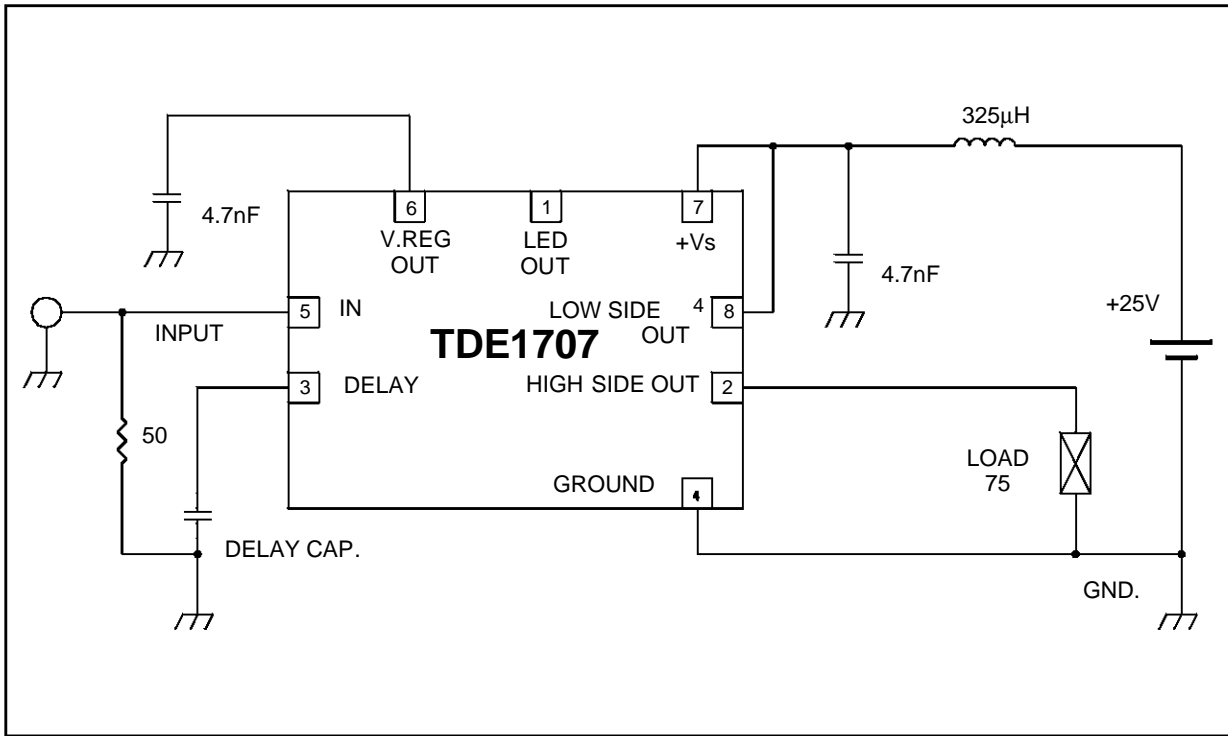 325μH
4.7nF
6
1
7
V.REG
OUT
LED
OUT
+Vs
4.7nF
+25V
5
IN
LOW SIDE
OUT
4
8
INPUT
TDE1707
3
DELAY
HIGH SIDE OUT
2
50
LOAD
75
GROUND
4
DELAY CAP.
GND.